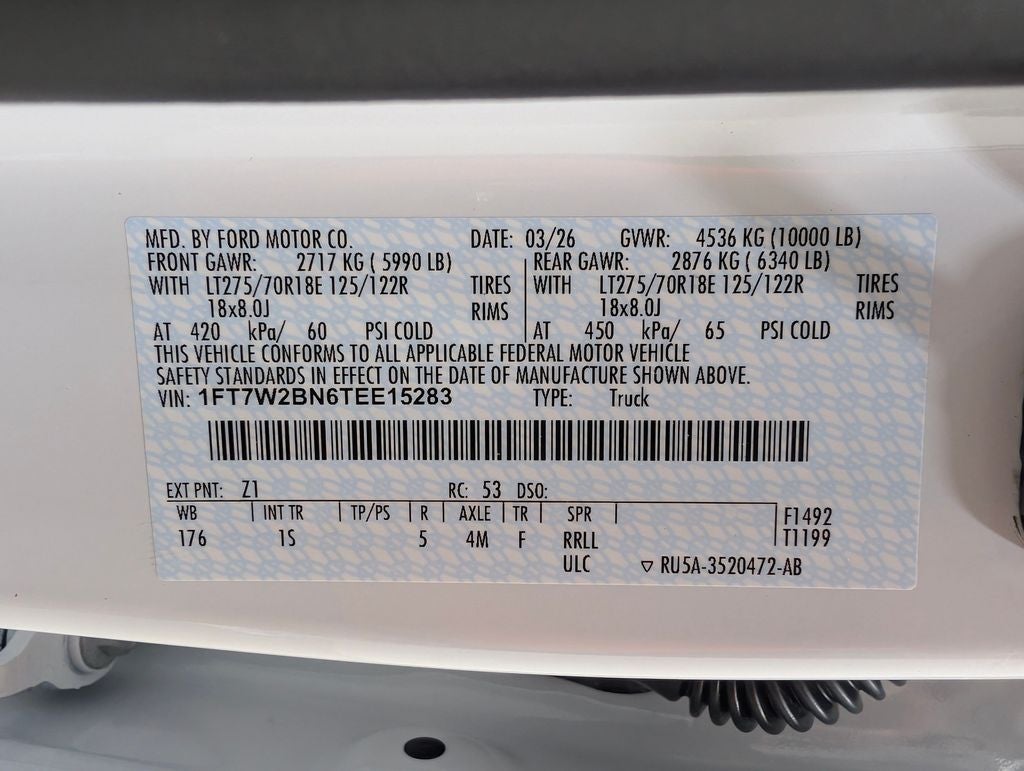 MFD. BY FORD MOTOR CO. DATE: 03/26 GVWR: 4536 KG (10000 LB)
FRONT GAWR: 2717 KG ( 5990 LB) REAR GAWR: 2876 KG ( 6340 LB)
WITH LT275/70R18E 125/122R TIRES WITH LT275/70R18E 125/122R TIRES
18x8.0J RIMS 18x8.0J RIMS
AT 420 kPa/ 60 PSI COLD AT 450 kPa/ 65 PSI COLD
THIS VEHICLE CONFORMS TO ALL APPLICABLE FEDERAL MOTOR VEHICLE
SAFETY STANDARDS IN EFFECT ON THE DATE OF MANUFACTURE SHOWN ABOVE.
VIN: 1FT7W2BN6TEE15283 TYPE: Truck
EXT PNT: Z1 RC: 53 DSO:
WB INT TR TP/PS R AXLE TR SPR F1492
176 1S 5 4M F RRLL T1199
ULC RU5A-3520472-AB